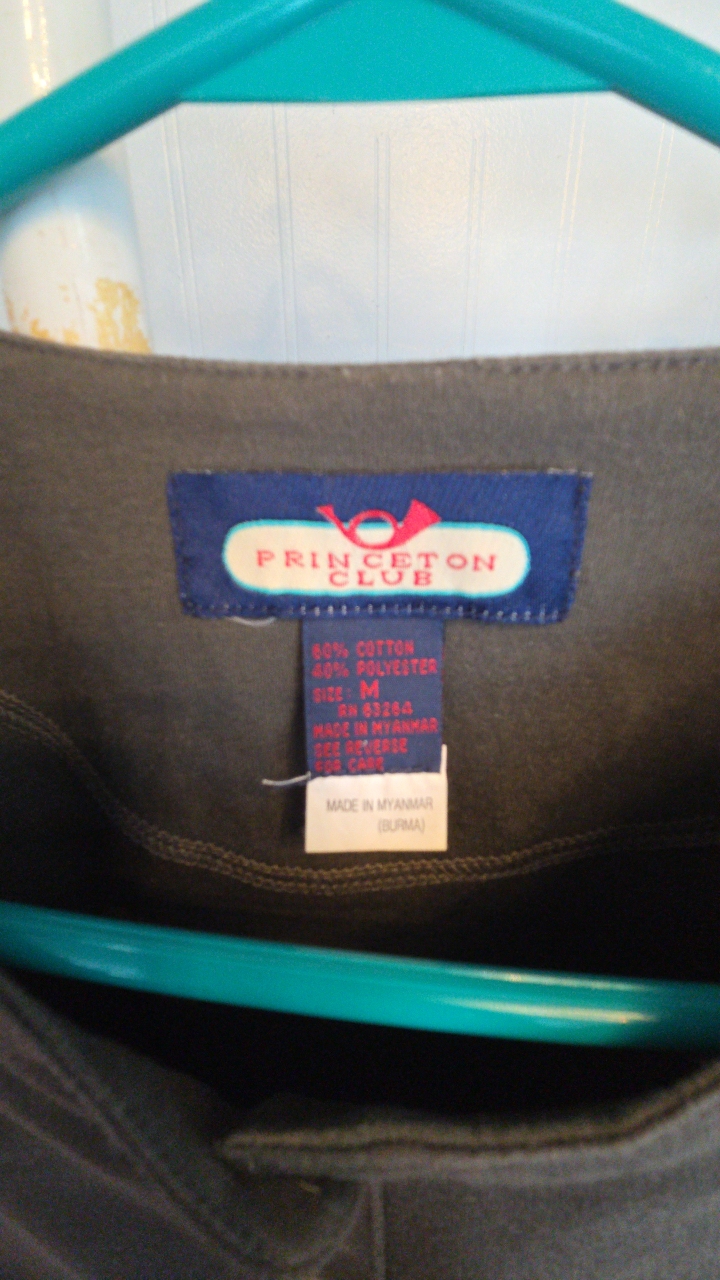 PRINCETON
CLUB
60% COTTON
40% POLYESTER
SIZE: M
RN 63264
MADE IN MYANMAR
SEE REVERSE
FOR CARE
MADE IN MYANMAR
(BURMA)